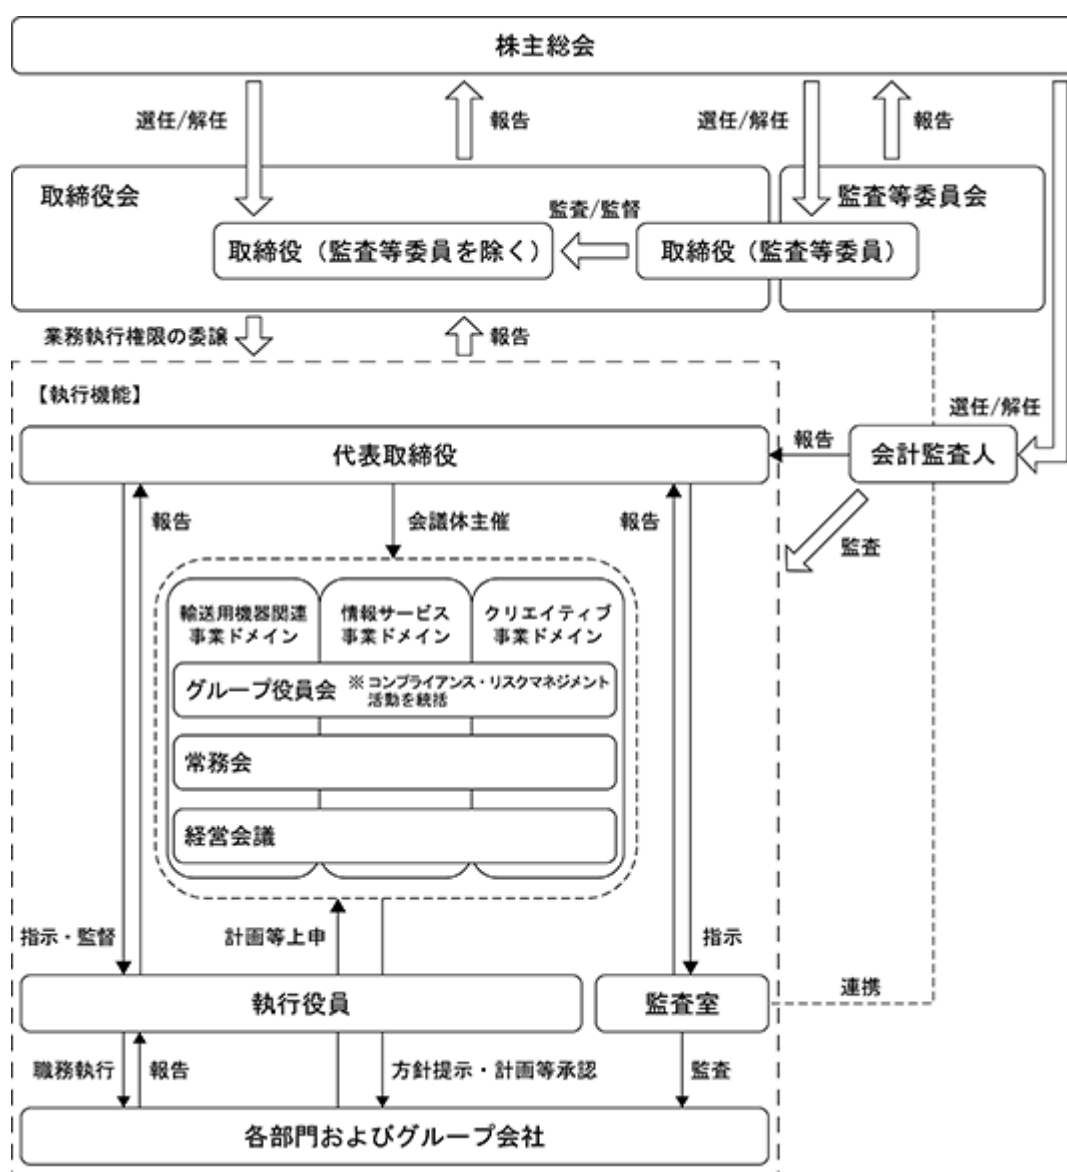 株主総会
選任/解任
報告
選任/解任
報告
取締役会
監査等委員会
監査/監督
取締役（監査等委員を除く）
取締役（監査等委員）
業務執行権限の委譲
報告
【執行機能】
選任/解任
代表取締役
報告
会計監査人
報告
会議体主催
報告
監査
輸送用機器関連
事業ドメイン
情報サービス
事業ドメイン
クリエイティブ
事業ドメイン
グループ役員会
※コンプライアンス・リスクマネジメント
活動を統括
常務会
経営会議
指示・監督
計画等上申
指示
執行役員
監査室
連携
職務執行
報告
方針提示・計画等承認
監査
各部門およびグループ会社